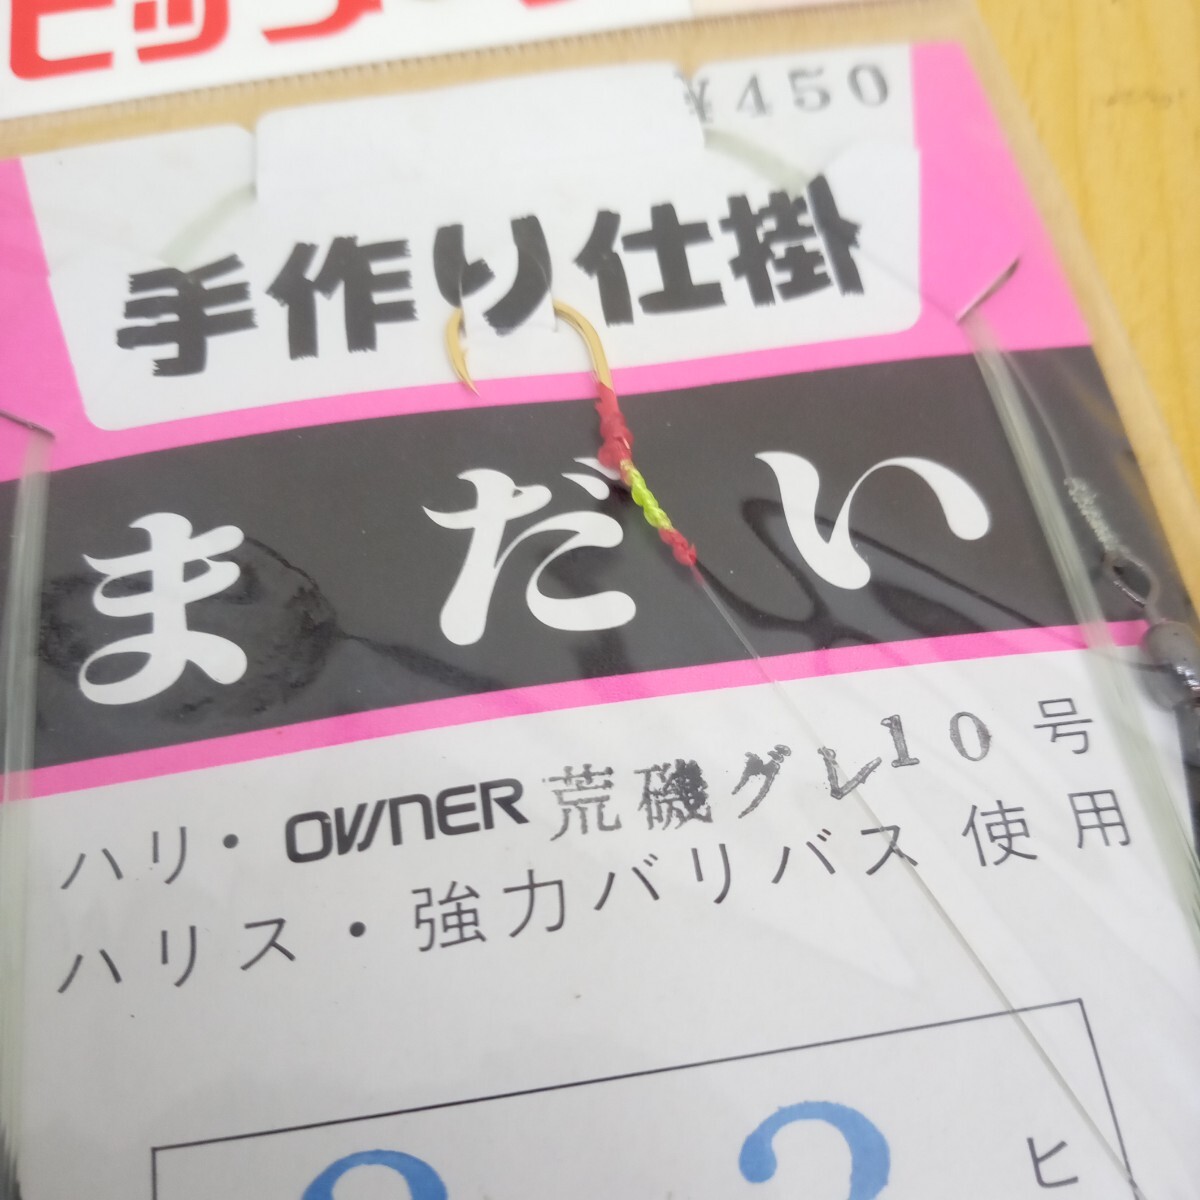 ¥450
手作り仕掛
まだい
ハリ・OWNER 荒磯グレ10号
ハリス・強力バリバス使用
ヒ